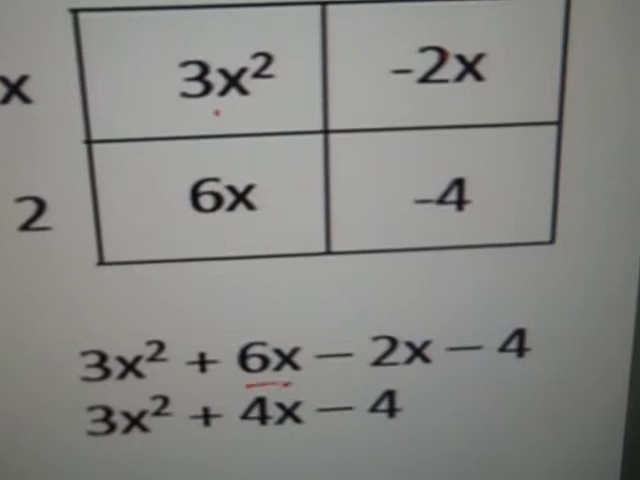 x 3x² -2x
2 6x -4
3x² + 6x – 2x – 4
3x² + 4x – 4